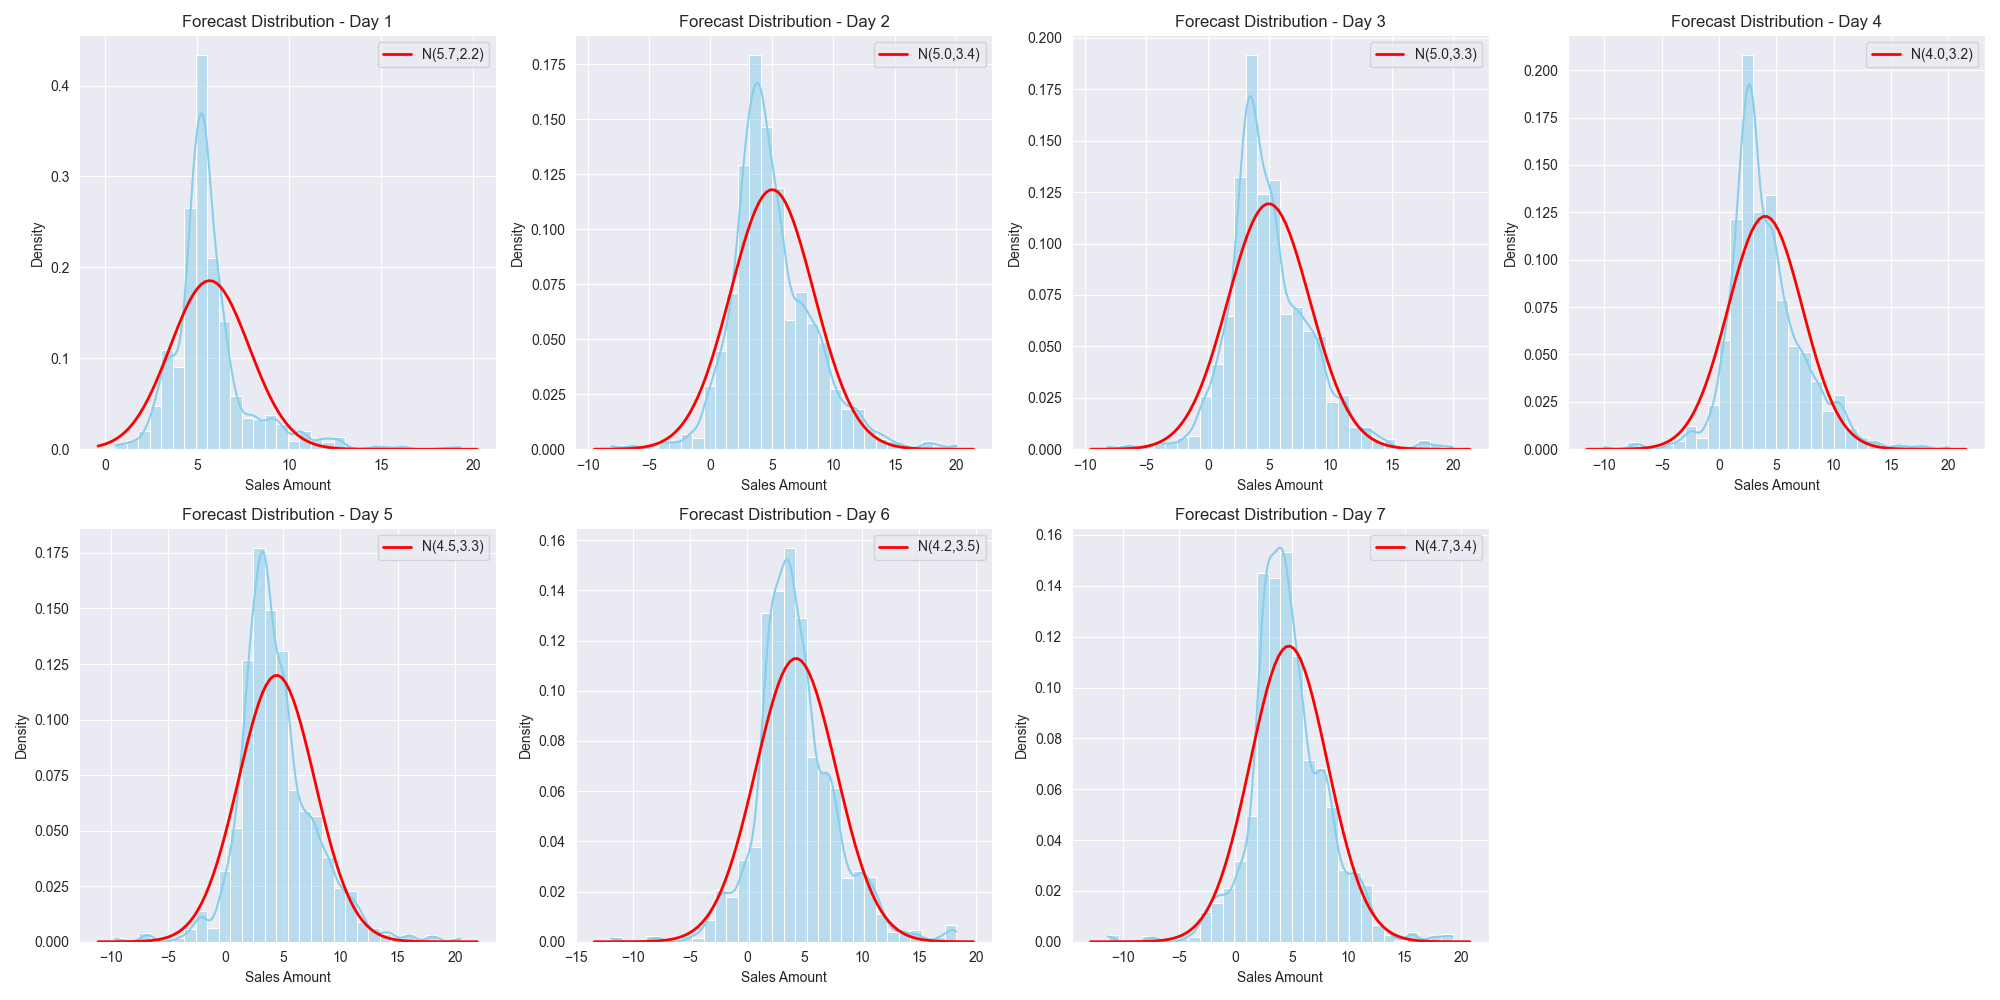 Forecast Distribution - Day 1
N(5.7,2.2)
Density
0.4
0.3
0.2
0.1
0.0
0 5 10 15 20
Sales Amount
Forecast Distribution - Day 2
N(5.0,3.4)
Density
0.175
0.150
0.125
0.100
0.075
0.050
0.025
0.000
−10 −5 0 5 10 15 20
Sales Amount
Forecast Distribution - Day 3
N(5.0,3.3)
Density
0.200
0.175
0.150
0.125
0.100
0.075
0.050
0.025
0.000
−10 −5 0 5 10 15 20
Sales Amount
Forecast Distribution - Day 4
N(4.0,3.2)
Density
0.200
0.175
0.150
0.125
0.100
0.075
0.050
0.025
0.000
−10 −5 0 5 10 15 20
Sales Amount
Forecast Distribution - Day 5
N(4.5,3.3)
Density
0.175
0.150
0.125
0.100
0.075
0.050
0.025
0.000
−10 −5 0 5 10 15 20
Sales Amount
Forecast Distribution - Day 6
N(4.2,3.5)
Density
0.16
0.14
0.12
0.10
0.08
0.06
0.04
0.02
0.00
−15 −10 −5 0 5 10 15 20
Sales Amount
Forecast Distribution - Day 7
N(4.7,3.4)
Density
0.16
0.14
0.12
0.10
0.08
0.06
0.04
0.02
0.00
−10 −5 0 5 10 15 20
Sales Amount